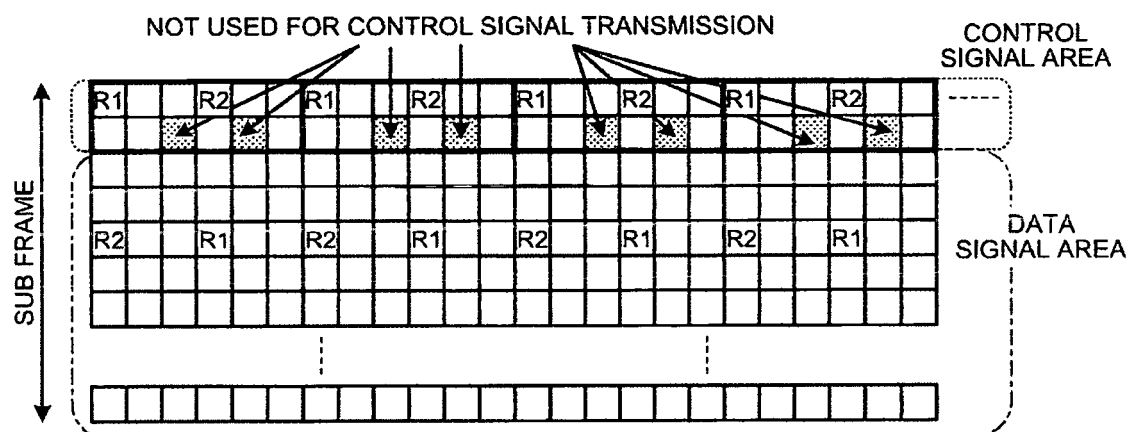 NOT USED FOR CONTROL SIGNAL TRANSMISSION
CONTROL
SIGNAL AREA
R1 R2 R1 R2 R1 R2 R1 R2
SUB FRAME
R2 R1 R2 R1 R2 R1 R2 R1
DATA
SIGNAL AREA